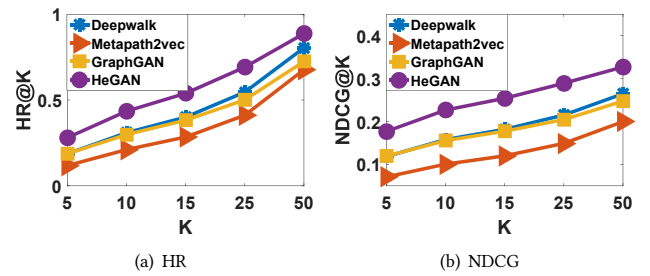 1
0.5
0
HR@K
Deepwalk
Metapath2vec
GraphGAN
HeGAN
5 10 15 25 50
K
(a) HR
0.4
0.3
0.2
0.1
NDCG@K
Deepwalk
Metapath2vec
GraphGAN
HeGAN
5 10 15 25 50
K
(b) NDCG